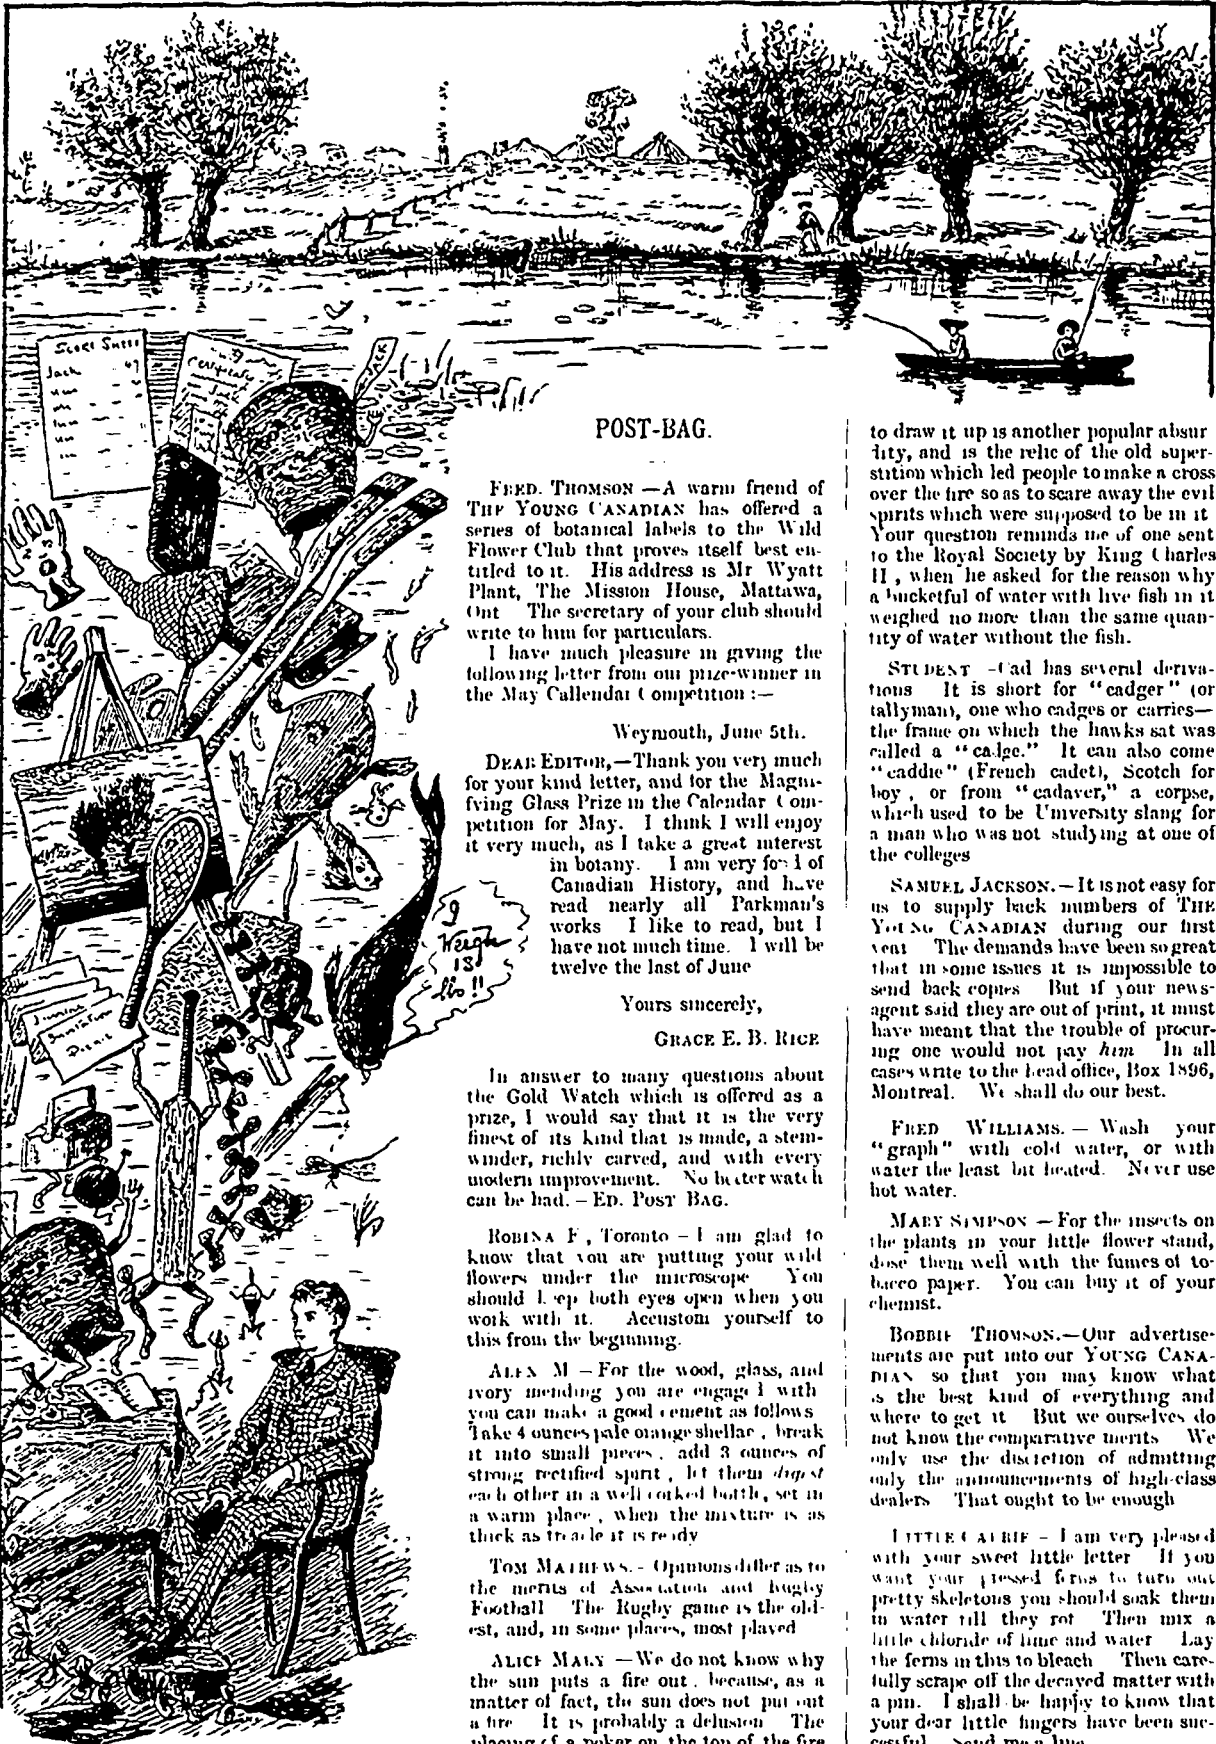 SCORE SHEET
Jack 47
Certificate
JACK
9
Weigh
18
lbs!!
Invitation
Picnic
POST-BAG.
FRED. THOMSON —A warm friend of
THE YOUNG CANADIAN has offered a
series of botanical labels to the Wild
Flower Club that proves itself best en-
titled to it. His address is Mr Wyatt
Plant, The Mission House, Mattawa,
Ont The secretary of your club should
write to him for particulars.
I have much pleasure in giving the
following letter from our prize-winner in
the May Callendar Competition :—
Weymouth, June 5th.
DEAR EDITOR,—Thank you very much
for your kind letter, and for the Magni-
fying Glass Prize in the Calendar Com-
petition for May. I think I will enjoy
it very much, as I take a great interest
in botany. I am very fond of
Canadian History, and have
read nearly all Parkman's
works I like to read, but I
have not much time. I will be
twelve the last of June
Yours sincerely,
GRACE E. B. RICE
In answer to many questions about
the Gold Watch which is offered as a
prize, I would say that it is the very
finest of its kind that is made, a stem-
winder, richly carved, and with every
modern improvement. No better watch
can be had. – ED. POST BAG.
ROBINA F, Toronto – I am glad to
know that you are putting your wild
flowers under the microscope You
should keep both eyes open when you
work with it. Accustom yourself to
this from the beginning.
ALEX M – For the wood, glass, and
ivory mending you are engaged with
you can make a good cement as follows
Take 4 ounces pale orange shellac, break
it into small pieces, add 3 ounces of
strong rectified spirit, let them digest
each other in a well corked bottle, set in
a warm place, when the mixture is as
thick as treacle it is ready
TOM MATHEWS. - Opinions differ as to
the merits of Association and Rugby
Football The Rugby game is the old-
est, and, in some places, most played
ALICE MARY —We do not know why
the sun puts a fire out. because, as a
matter of fact, the sun does not put out
a fire It is probably a delusion The
placing of a poker on the top of the fire
to draw it up is another popular absur
dity, and is the relic of the old super-
stition which led people to make a cross
over the fire so as to scare away the evil
spirits which were supposed to be in it
Your question reminds me of one sent
to the Royal Society by King Charles
II, when he asked for the reason why
a bucketful of water with live fish in it
weighed no more than the same quan-
tity of water without the fish.
STUDENT –Cad has several deriva-
tions It is short for "cadger" (or
tallyman), one who cadges or carries—
the frame on which the hawks sat was
called a "cadge." It can also come
"caddie" (French cadet), Scotch for
boy, or from "cadaver," a corpse,
which used to be University slang for
a man who was not studying at one of
the colleges
SAMUEL JACKSON.—It is not easy for
us to supply back numbers of THE
YOUNG CANADIAN during our first
year The demands have been so great
that in some issues it is impossible to
send back copies But if your news-
agent said they are out of print, it must
have meant that the trouble of procur-
ing one would not pay him In all
cases write to the head office, Box 1896,
Montreal. We shall do our best.
FRED WILLIAMS. — Wash your
"graph" with cold water, or with
water the least bit heated. Never use
hot water.
MARY SIMPSON —For the insects on
the plants in your little flower stand,
dose them well with the fumes of to-
bacco paper. You can buy it of your
chemist.
BOBBIE THOMSON.—Our advertise-
ments are put into our YOUNG CANA-
DIAN so that you may know what
is the best kind of everything and
where to get it But we ourselves do
not know the comparative merits We
only use the discretion of admitting
only the announcements of high-class
dealers That ought to be enough
LITTLE CARRIE – I am very pleased
with your sweet little letter If you
want your pressed ferns to turn out
pretty skeletons you should soak them
in water till they rot Then mix a
little chloride of lime and water Lay
the ferns in this to bleach Then care-
fully scrape off the decayed matter with
a pin. I shall be happy to know that
your dear little fingers have been suc-
cessful. Send me a line